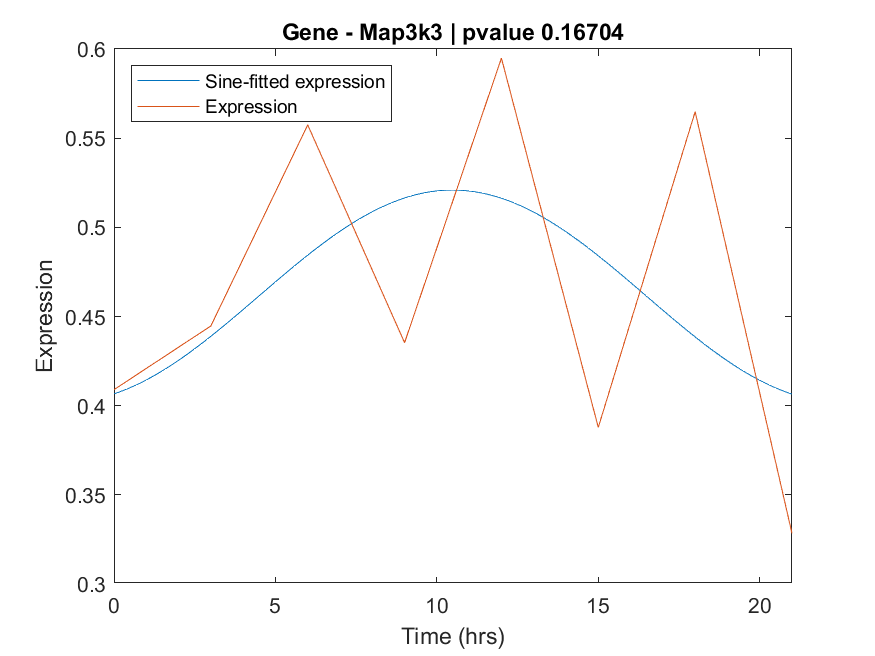 Gene - Map3k3 | pvalue 0.16704
0.6
0.55
0.5
0.45
0.4
0.35
0.3
Expression
Sine-fitted expression
Expression
0 5 10 15 20
Time (hrs)